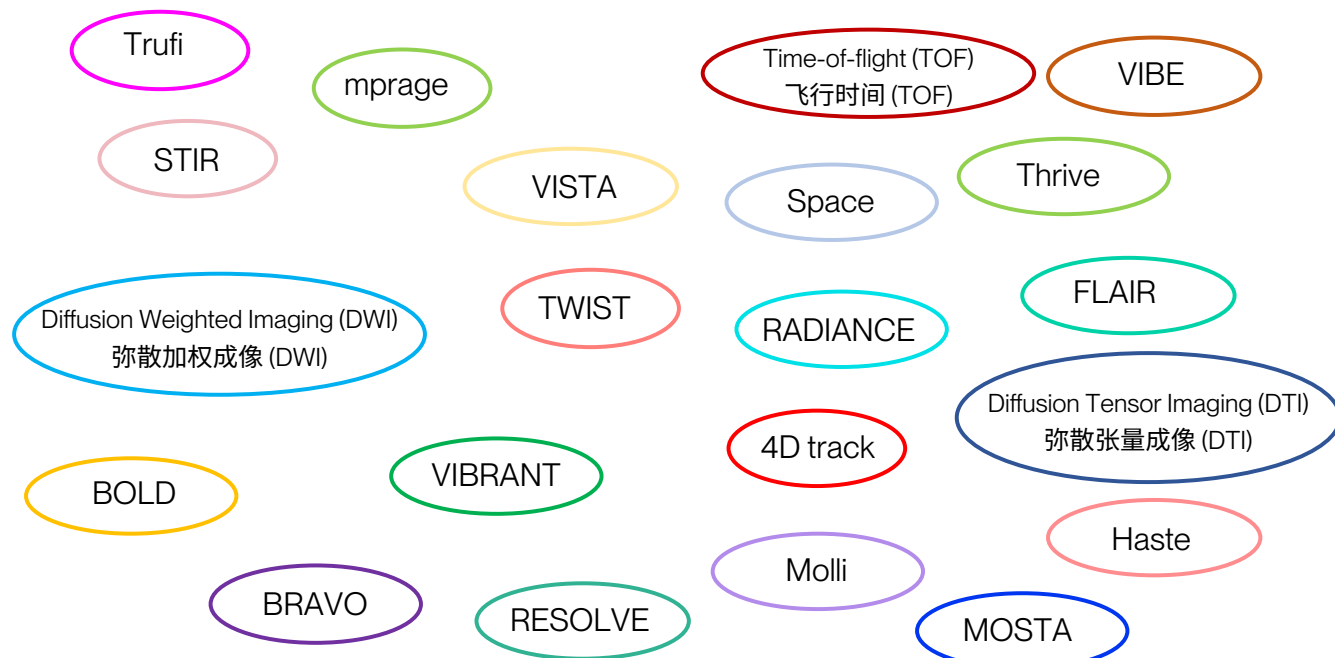 Trufi
mprage
Time-of-flight (TOF)
飞行时间 (TOF)
VIBE
STIR
VISTA
Space
Thrive
Diffusion Weighted Imaging (DWI)
弥散加权成像 (DWI)
TWIST
RADIANCE
FLAIR
Diffusion Tensor Imaging (DTI)
弥散张量成像 (DTI)
4D track
BOLD
VIBRANT
Haste
Molli
BRAVO
RESOLVE
MOSTA